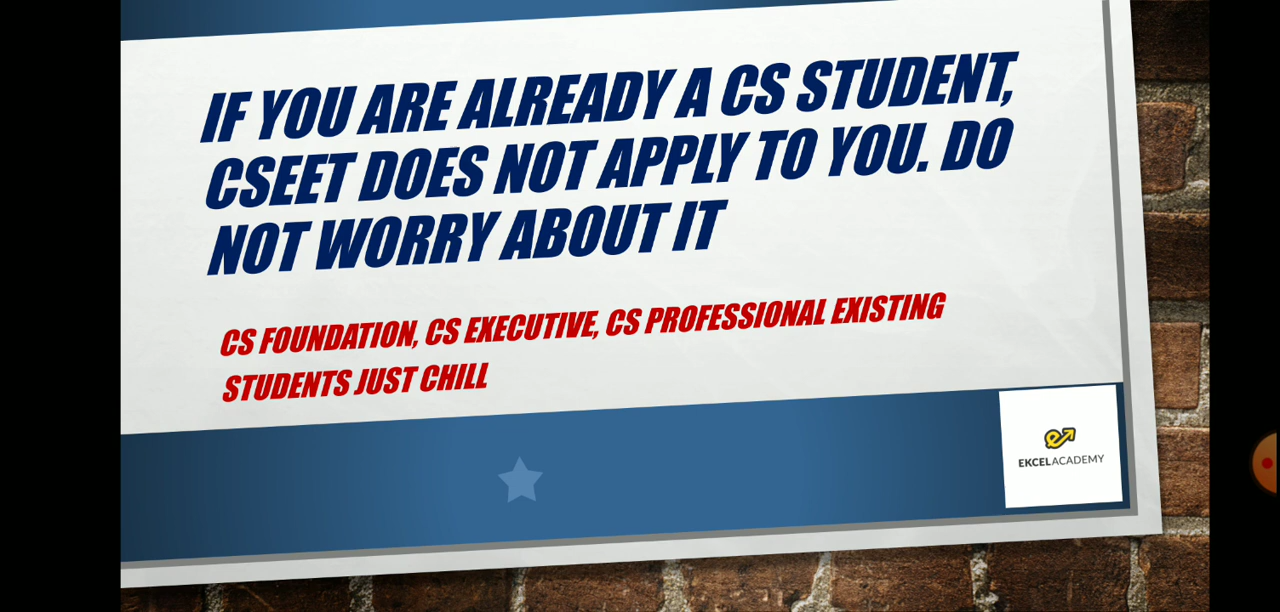 IF YOU ARE ALREADY A CS STUDENT,
CSEET DOES NOT APPLY TO YOU. DO
NOT WORRY ABOUT IT
CS FOUNDATION, CS EXECUTIVE, CS PROFESSIONAL EXISTING
STUDENTS JUST CHILL
EKCELACADEMY